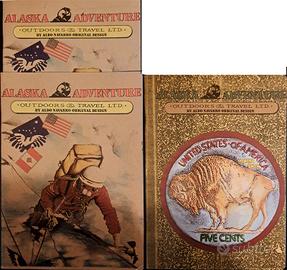 ALASKA ADVENTURE
OUTDOORS & TRAVEL LTD.
BY ALDO NAVARRO ORIGINAL DESIGN
ALASKA ADVENTURE
OUTDOORS & TRAVEL LTD.
BY ALDO NAVARRO ORIGINAL DESIGN
ALASKA ADVENTURE
OUTDOORS & TRAVEL LTD.
BY ALDO NAVARRO ORIGINAL DESIGN
UNITED·STATES·OF·AMERICA
FIVE CENTS